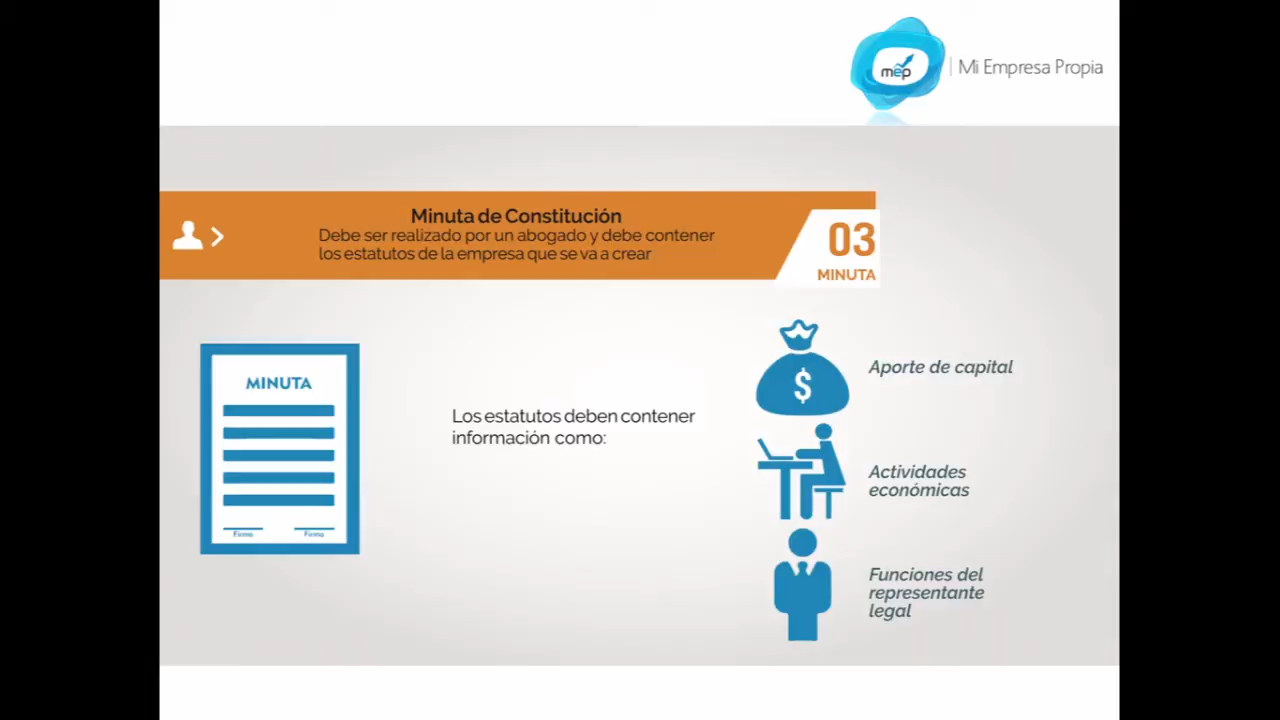 mep
Mi Empresa Propia
Minuta de Constitución
Debe ser realizado por un abogado y debe contener
los estatutos de la empresa que se va a crear
03
MINUTA
MINUTA
Firma
Firma
Los estatutos deben contener
información como:
$
Aporte de capital
Actividades
económicas
Funciones del
representante
legal